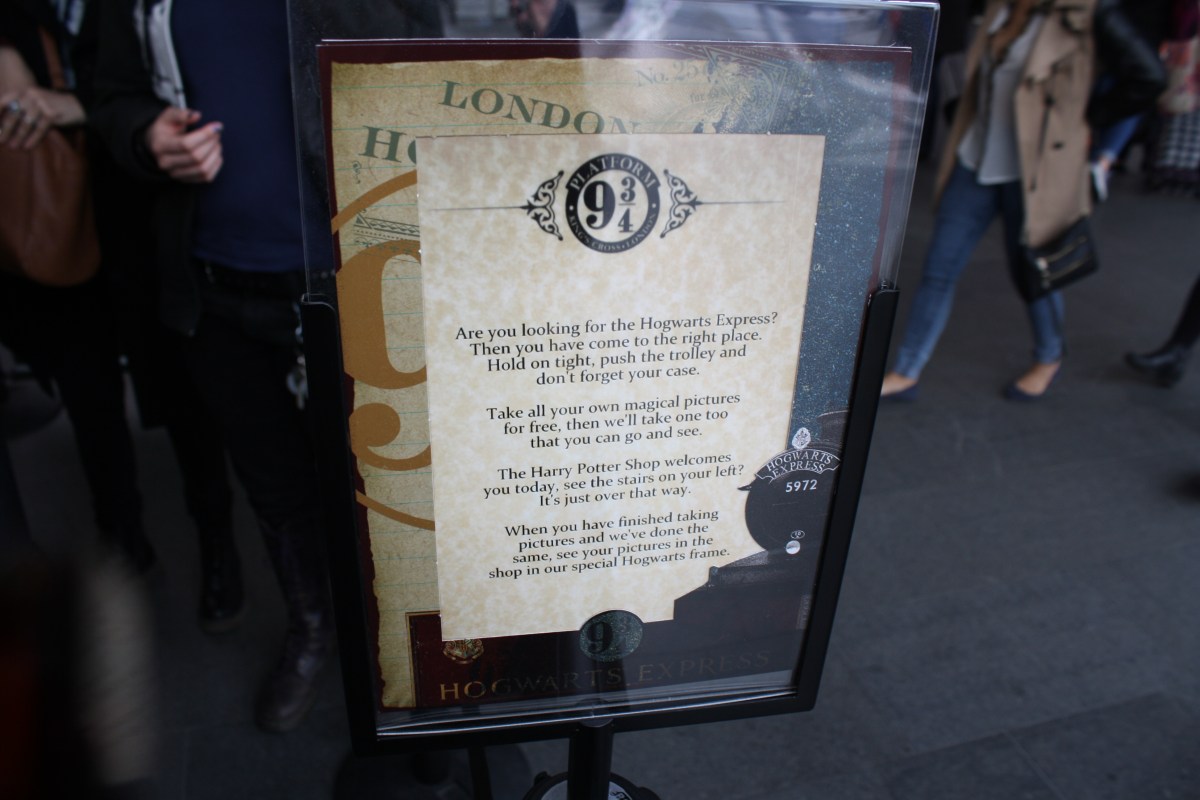 No. 25
LONDON
PLATFORM
9 3/4
KING'S CROSS • LONDON
Are you looking for the Hogwarts Express?
Then you have come to the right place.
Hold on tight, push the trolley and
don't forget your case.
Take all your own magical pictures
for free, then we'll take one too
that you can go and see.
The Harry Potter Shop welcomes
you today, see the stairs on your left?
It's just over that way.
When you have finished taking
pictures and we've done the
same, see your pictures in the
shop in our special Hogwarts frame.
HOGWARTS
EXPRESS
5972
9
HOGWARTS EXPRESS